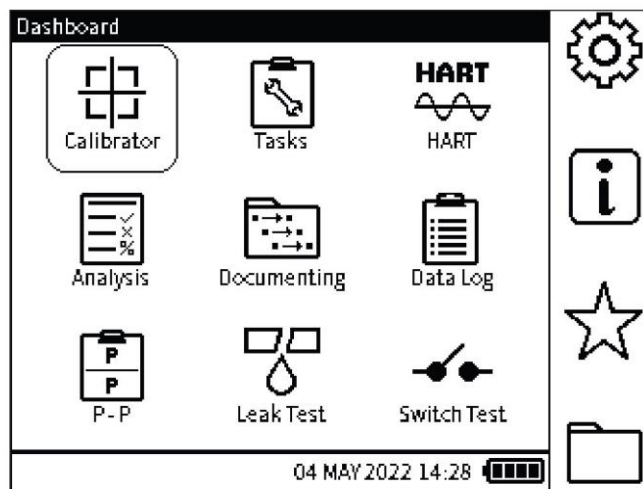 Dashboard
HART
Calibrator Tasks HART
✓
×
%
Analysis Documenting Data Log
P
P
P-P Leak Test Switch Test
04 MAY 2022 14:28
i